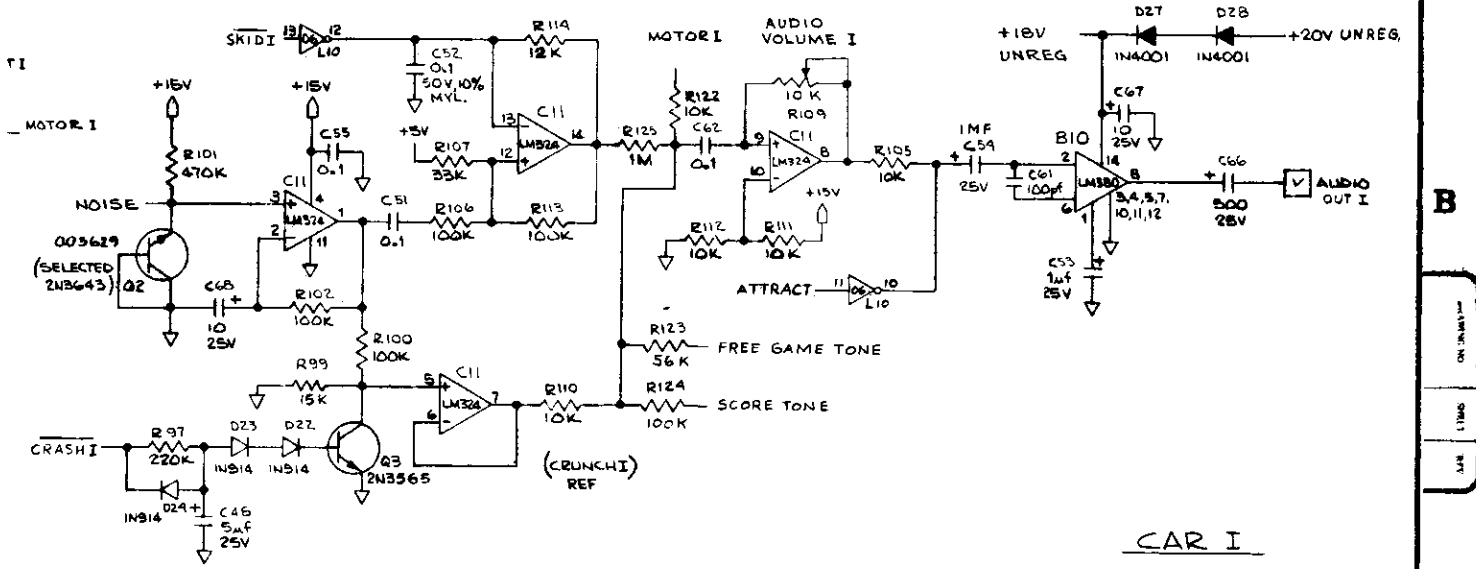 SKID I 13 06 12 L10
R114 12K
C52 0.1 50V,10% MYL.
TI
MOTOR I
+15V
R101 470K
NOISE
003629 (SELECTED 2N3643) Q2
C68 + 10 25V
+15V
C55 0.1
C11 3 + 4 LM324 1 2 - 11
R102 100K
C51 0.1
+5V
R107 33K
R106 100K
R113 100K
C11 13 - LM324 14 12 +
R125 1M
MOTOR I
R122 10K
C62 0.1
AUDIO VOLUME I
10K R109
C11 9 + LM324 8 10 -
+15V
R112 10K
R111 10K
R105 10K
ATTRACT 11 06 10 L10
1MF + C54 25V
C61 100pf
B10 2 14 LM380 8 6 1 3,4,5,7, 10,11,12
+18V UNREG
D27 1N4001
D28 1N4001
+20V UNREG.
+ C67 10 25V
C53 + 1µf 25V
C66 + 500 25V
V AUDIO OUT I
R100 100K
R99 15K
C11 5 + LM324 7 6 -
R110 10K
R123 56K FREE GAME TONE
R124 100K SCORE TONE
CRASH I
R97 220K
D23 1N914
D22 1N914
Q3 2N3565
1N914 D24
+ C46 5µf 25V
(CRUNCH I) REF
CAR I
B